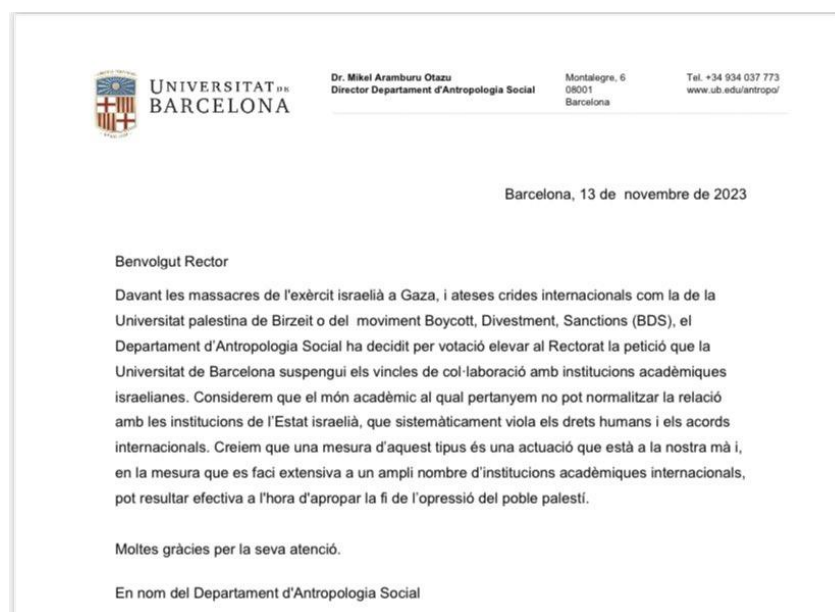 UNIVERSITAT DE
BARCELONA
Dr. Mikel Aramburu Otazu
Director Departament d'Antropologia Social
Montalegre, 6
08001
Barcelona
Tel. +34 934 037 773
www.ub.edu/antropo/
Barcelona, 13 de novembre de 2023
Benvolgut Rector
Davant les massacres de l'exèrcit israelià a Gaza, i ateses crides internacionals com la de la
Universitat palestina de Birzeit o del moviment Boycott, Divestment, Sanctions (BDS), el
Departament d'Antropologia Social ha decidit per votació elevar al Rectorat la petició que la
Universitat de Barcelona suspengui els vincles de col·laboració amb institucions acadèmiques
israelianes. Considerem que el món acadèmic al qual pertanyem no pot normalitzar la relació
amb les institucions de l'Estat israelià, que sistemàticament viola els drets humans i els acords
internacionals. Creiem que una mesura d'aquest tipus és una actuació que està a la nostra mà i,
en la mesura que es faci extensiva a un ampli nombre d'institucions acadèmiques internacionals,
pot resultar efectiva a l'hora d'apropar la fi de l'opressió del poble palestí.
Moltes gràcies per la seva atenció.
En nom del Departament d'Antropologia Social